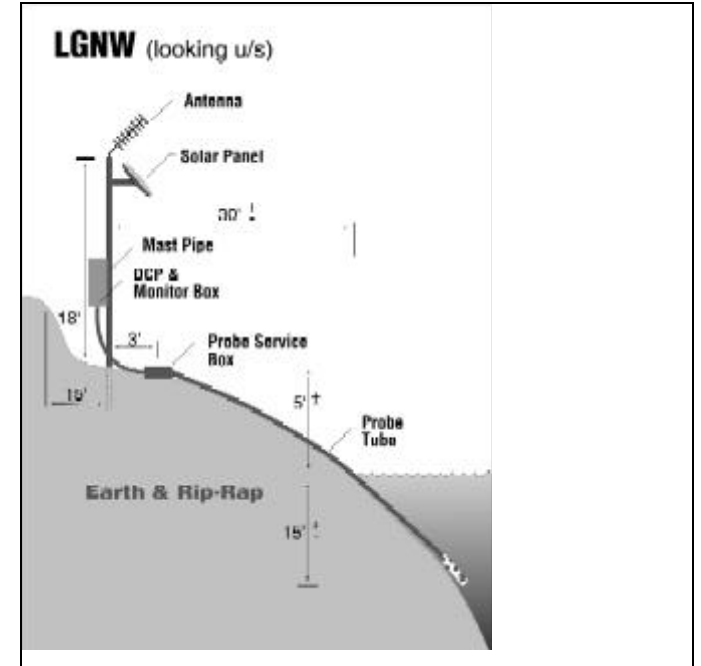 LGNW (looking u/s)
Antenna
Solar Panel
30'
Mast Pipe
DCP &
Monitor Box
18'
3'
Probe Service
Box
5' ±
Probe
Tube
Earth & Rip-Rap
15' ±